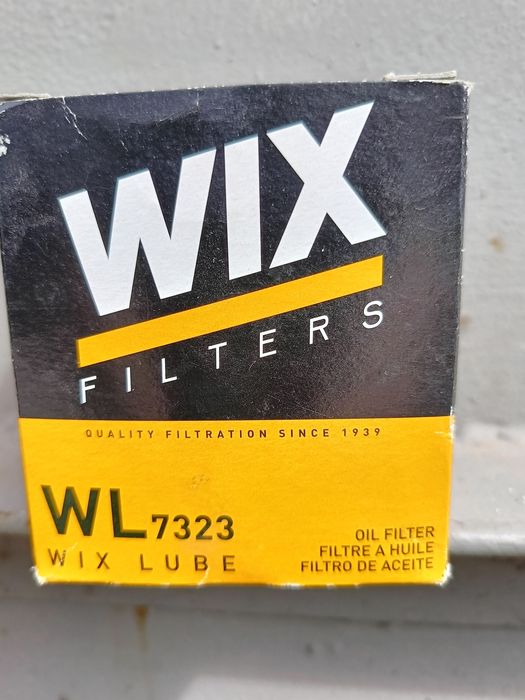 WIX
FILTERS
QUALITY FILTRATION SINCE 1939
WL7323
WIX LUBE
OIL FILTER
FILTRE A HUILE
FILTRO DE ACEITE